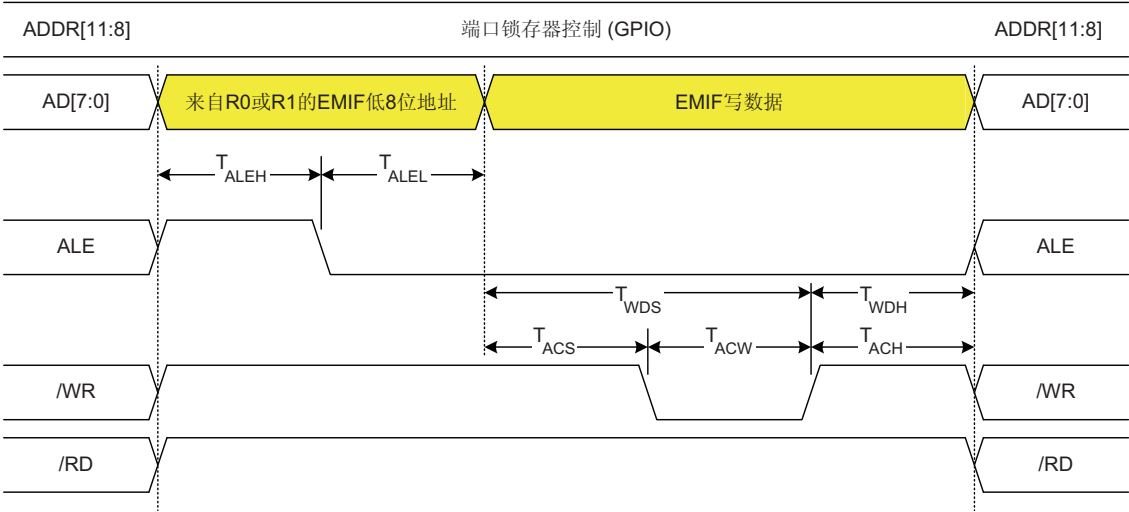 ADDR[11:8] 端口锁存器控制 (GPIO) ADDR[11:8]
AD[7:0] 来自R0或R1的EMIF低8位地址 EMIF写数据 AD[7:0]
TALEH TALEL
ALE ALE
TWDS TWDH
TACS TACW TACH
/WR /WR
/RD /RD